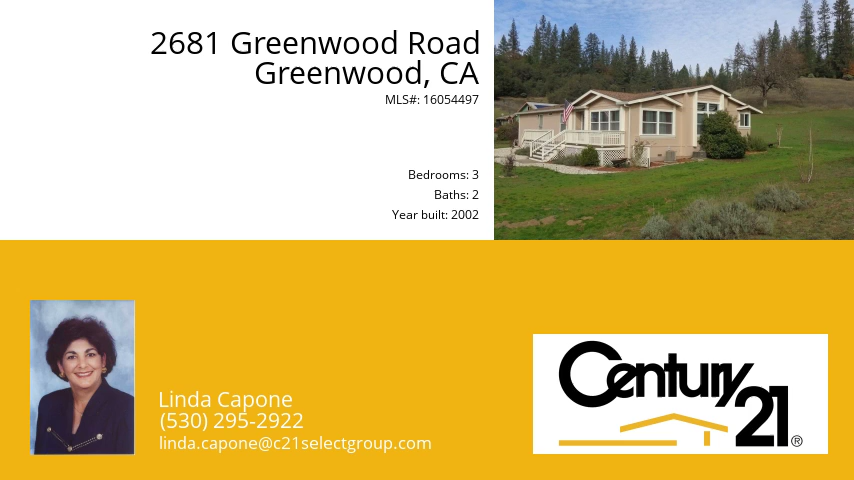 2681 Greenwood Road
Greenwood, CA
MLS#: 16054497
Bedrooms: 3
Baths: 2
Year built: 2002
Linda Capone
(530) 295-2922
linda.capone@c21selectgroup.com
Century
21®